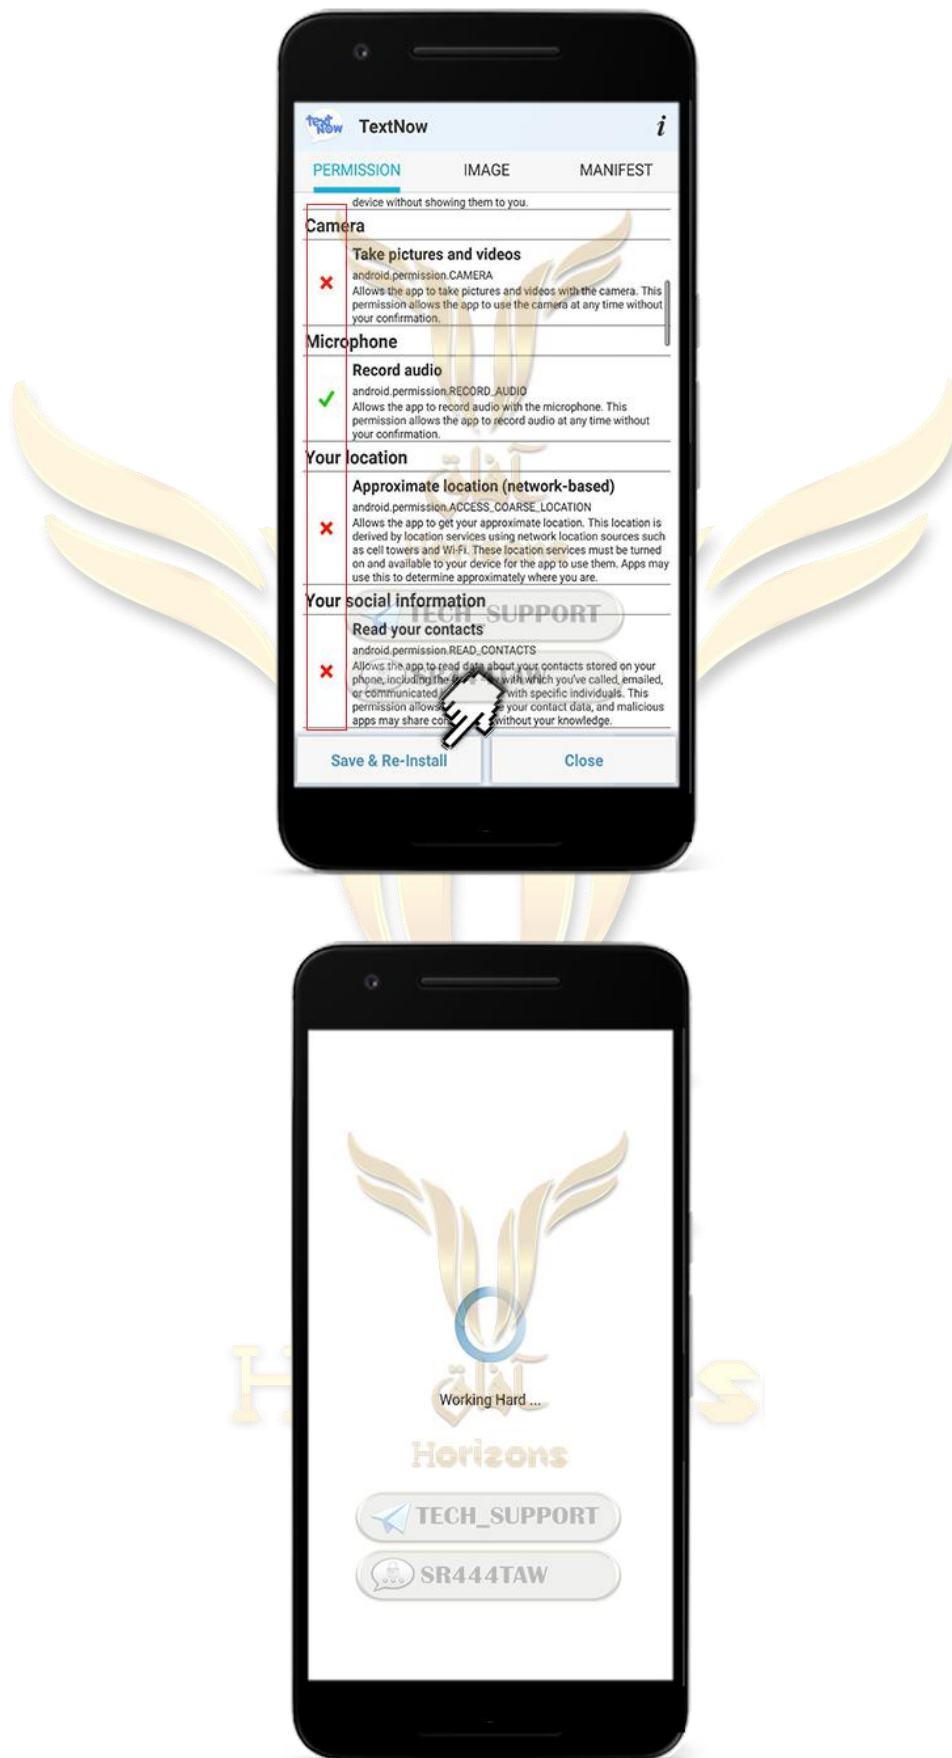 text
NOW
TextNow
i
PERMISSION
IMAGE
MANIFEST
device without showing them to you.
Camera
Take pictures and videos
android.permission.CAMERA
Allows the app to take pictures and videos with the camera. This
permission allows the app to use the camera at any time without
your confirmation.
Microphone
Record audio
android.permission.RECORD_AUDIO
Allows the app to record audio with the microphone. This
permission allows the app to record audio at any time without
your confirmation.
Your location
آفاق
Approximate location (network-based)
android.permission.ACCESS_COARSE_LOCATION
Allows the app to get your approximate location. This location is
derived by location services using network location sources such
as cell towers and Wi-Fi. These location services must be turned
on and available to your device for the app to use them. Apps may
use this to determine approximately where you are.
Your social information
TECH_SUPPORT
Read your contacts
android.permission.READ_CONTACTS
Allows the app to read data about your contacts stored on your
phone, including the with which you've called, emailed,
or communicated with specific individuals. This
permission allows your contact data, and malicious
apps may share without your knowledge.
Save & Re-Install
Close
آفاق
Working Hard ...
Horizons
TECH_SUPPORT
SR444TAW